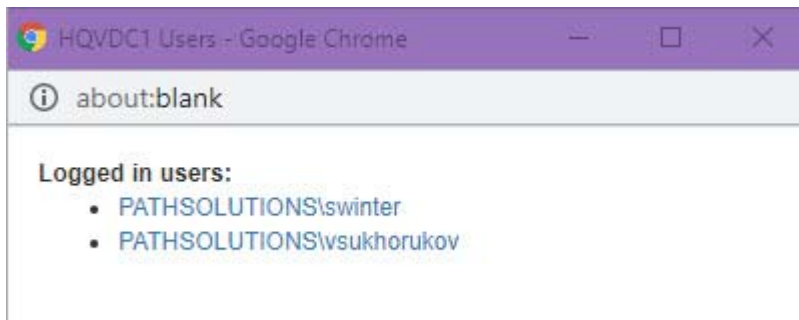 HQVDC1 Users - Google Chrome
about:blank
Logged in users:
• PATHSOLUTIONS\swinter
• PATHSOLUTIONS\vsukhorukov